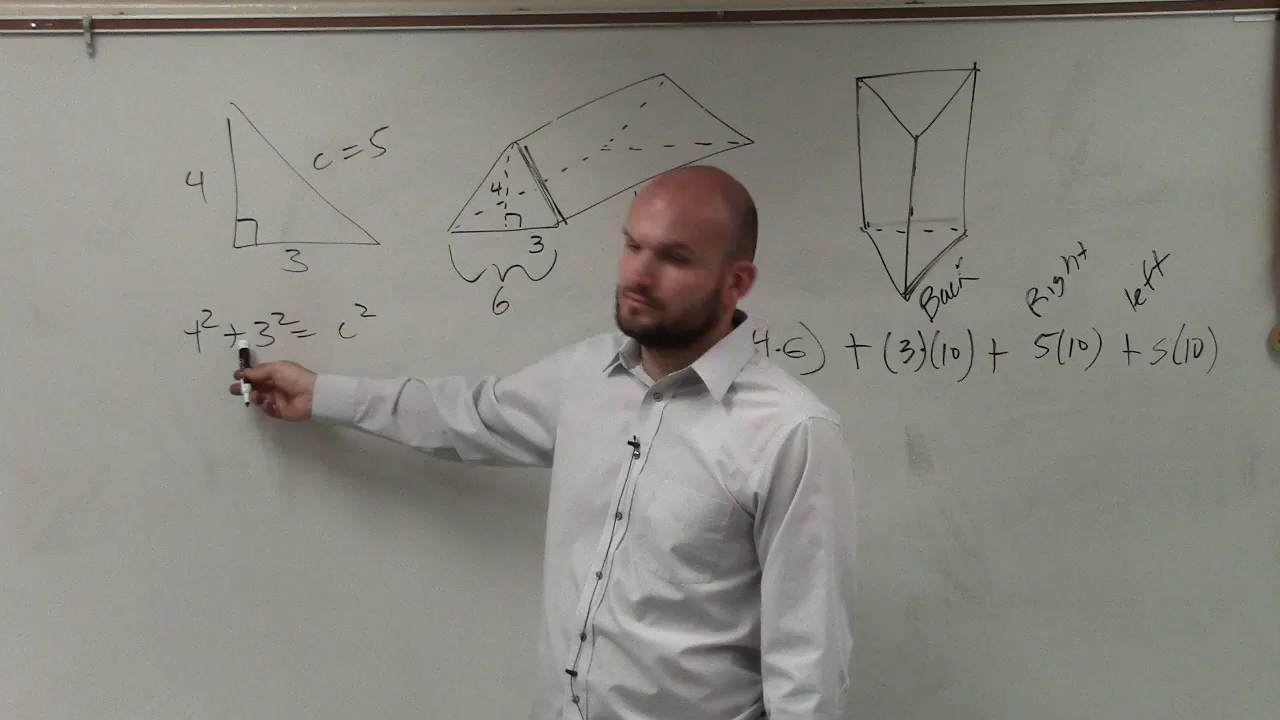 4
c = 5
3
4
3
6
4² + 3² = c²
Back Right left
4·6) + (3)(10) + 5(10) + 5(10)